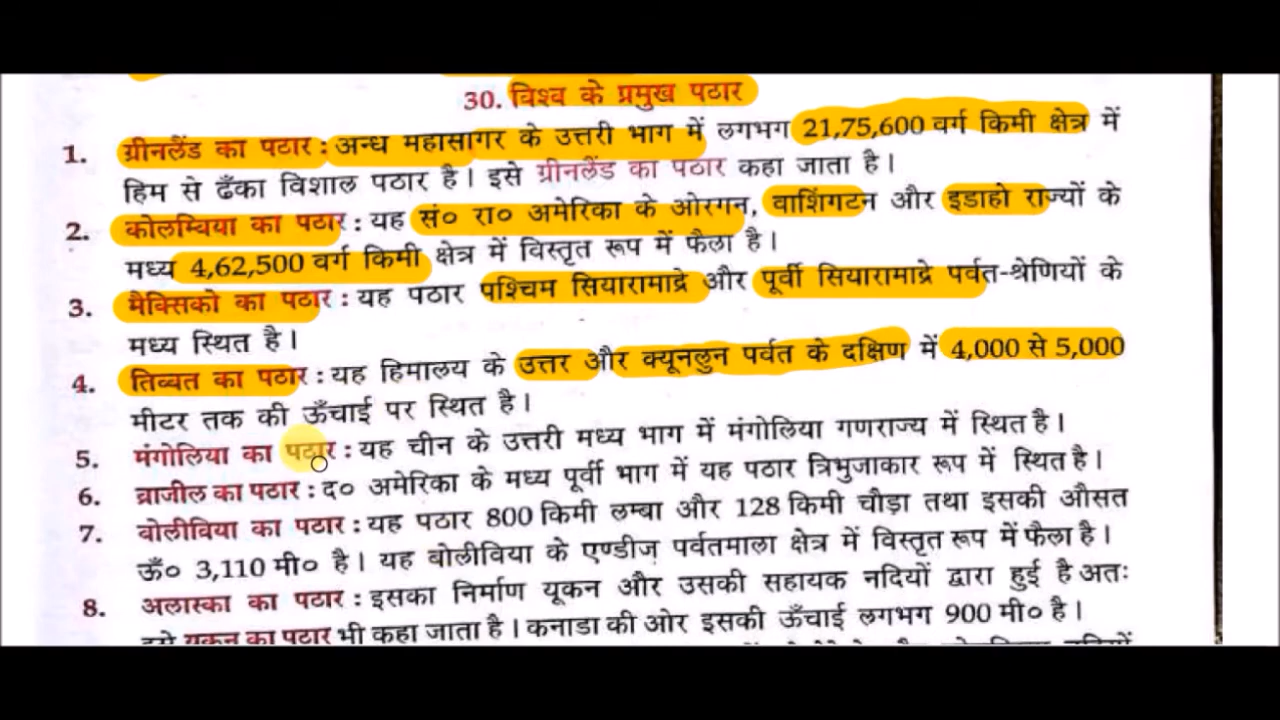 30. विश्व के प्रमुख पठार
1. ग्रीनलैंड का पठार : अन्ध महासागर के उत्तरी भाग में लगभग 21,75,600 वर्ग किमी क्षेत्र में
हिम से ढँका विशाल पठार है। इसे ग्रीनलैंड का पठार कहा जाता है।
2. कोलम्बिया का पठार : यह सं० रा० अमेरिका के ओरगन, वाशिंगटन और इडाहो राज्यों के
मध्य 4,62,500 वर्ग किमी क्षेत्र में विस्तृत रूप में फैला है।
3. मैक्सिको का पठार : यह पठार पश्चिम सियारामाद्रे और पूर्वी सियारामाद्रे पर्वत-श्रेणियों के
मध्य स्थित है।
4. तिब्बत का पठार : यह हिमालय के उत्तर और क्यूनलुन पर्वत के दक्षिण में 4,000 से 5,000
मीटर तक की ऊँचाई पर स्थित है।
5. मंगोलिया का पठार : यह चीन के उत्तरी मध्य भाग में मंगोलिया गणराज्य में स्थित है।
6. ब्राजील का पठार : द० अमेरिका के मध्य पूर्वी भाग में यह पठार त्रिभुजाकार रूप में स्थित है।
7. बोलीविया का पठार : यह पठार 800 किमी लम्बा और 128 किमी चौड़ा तथा इसकी औसत
ऊँ० 3,110 मी० है। यह बोलीविया के एण्डीज़ पर्वतमाला क्षेत्र में विस्तृत रूप में फैला है।
8. अलास्का का पठार : इसका निर्माण यूकन और उसकी सहायक नदियों द्वारा हुई है अतः
इसे यूकन का पठार भी कहा जाता है। कनाडा की ओर इसकी ऊँचाई लगभग 900 मी० है।